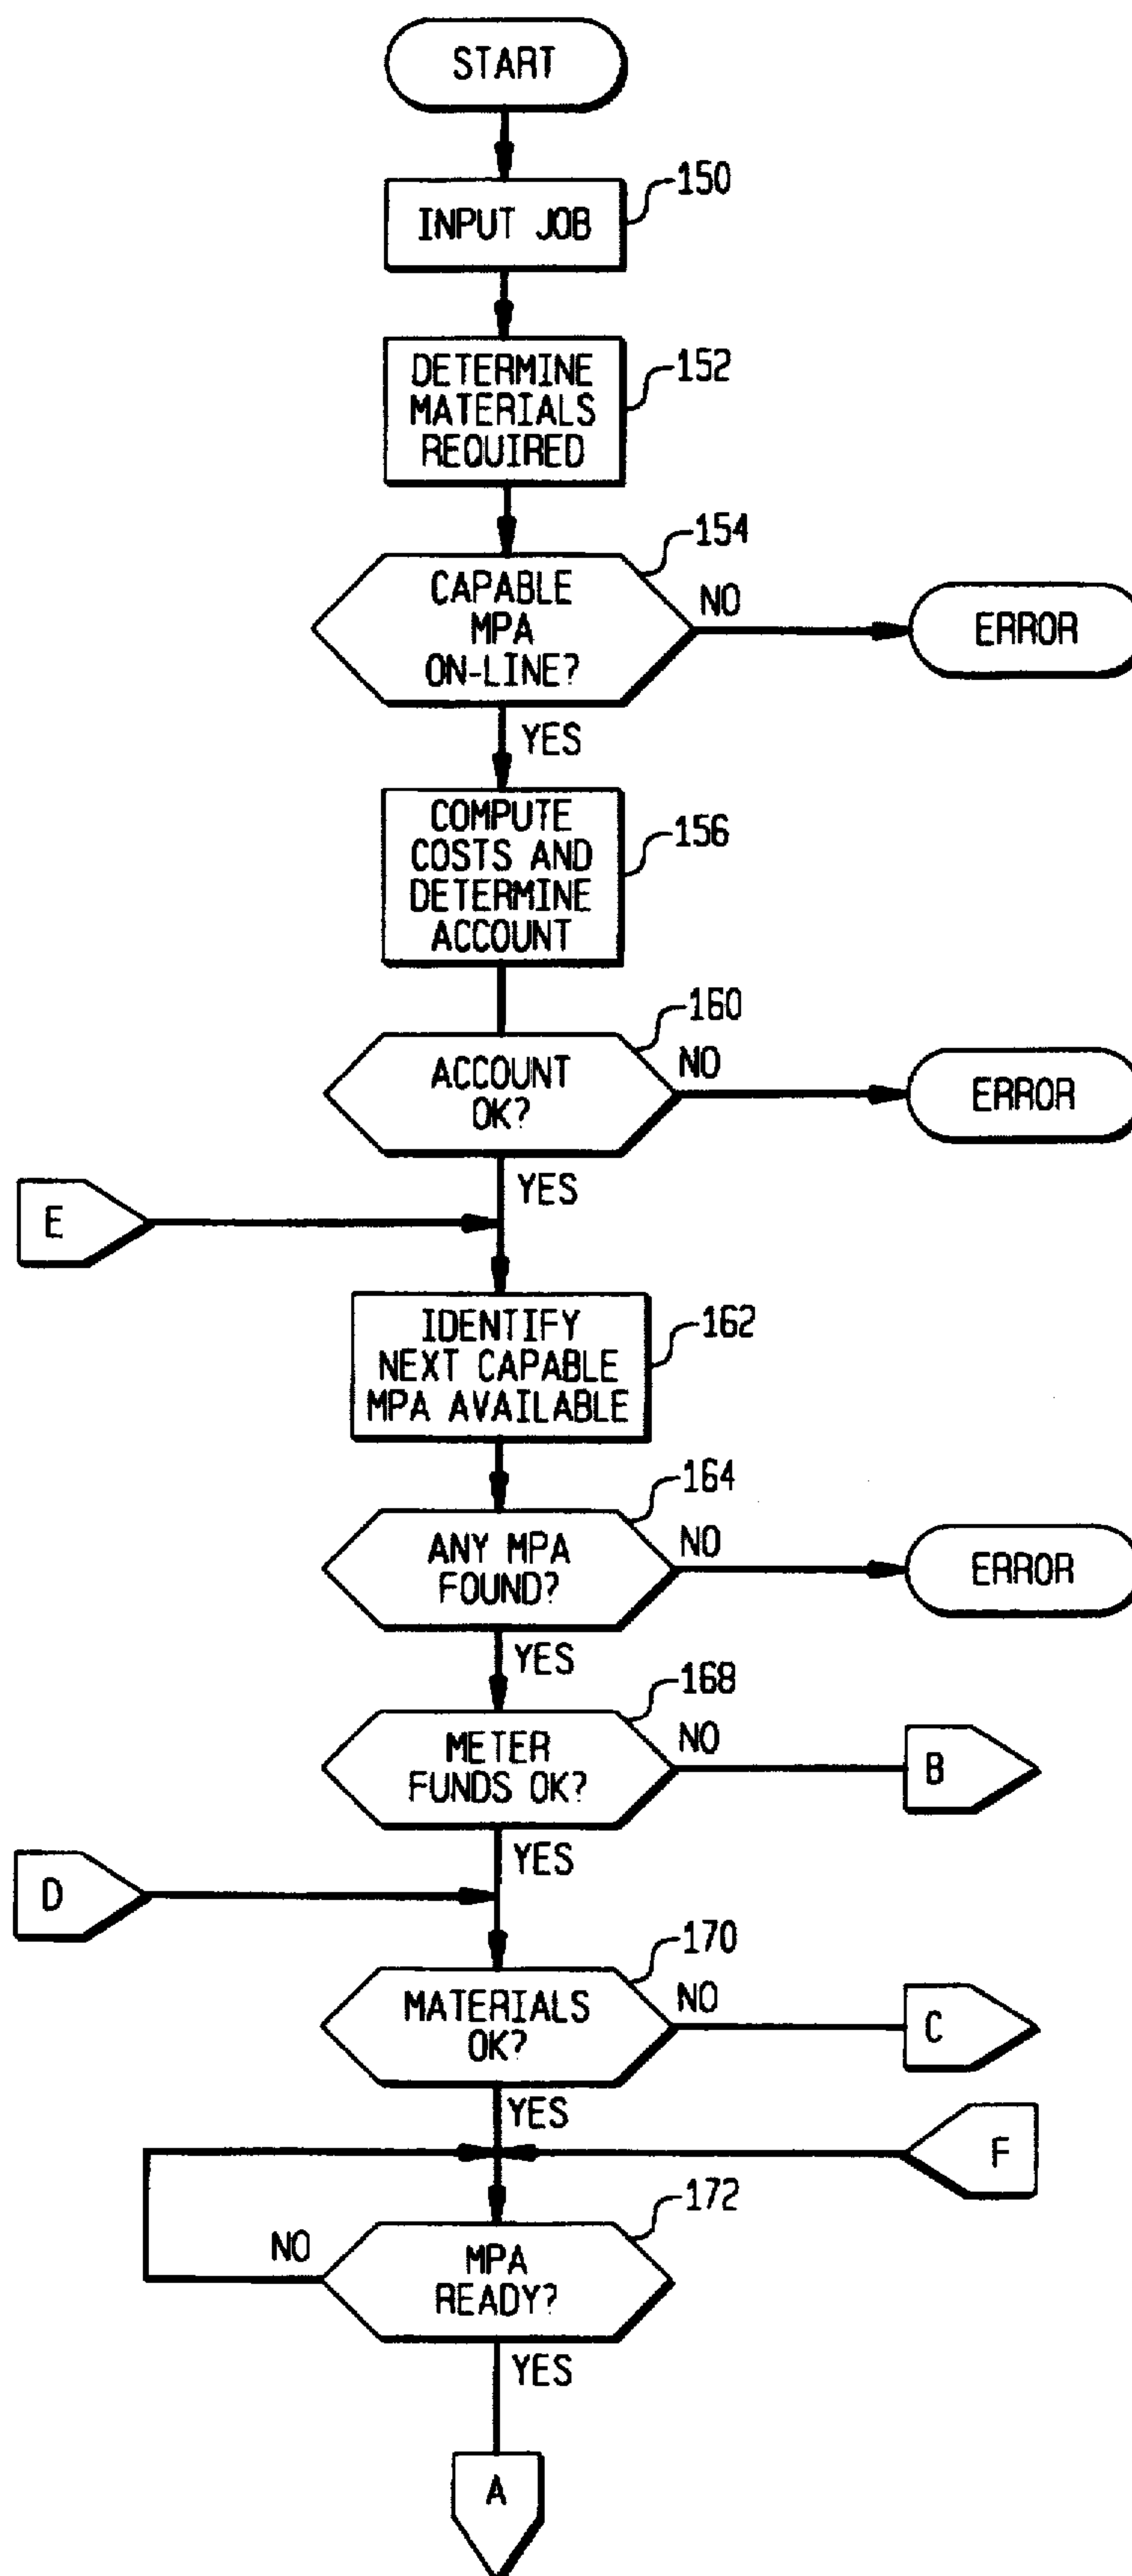 START
150
INPUT JOB
152
DETERMINE
MATERIALS
REQUIRED
154
CAPABLE
MPA
ON-LINE?
NO
ERROR
YES
156
COMPUTE
COSTS AND
DETERMINE
ACCOUNT
160
ACCOUNT
OK?
NO
ERROR
YES
E
162
IDENTIFY
NEXT CAPABLE
MPA AVAILABLE
164
ANY MPA
FOUND?
NO
ERROR
YES
168
METER
FUNDS OK?
NO
B
YES
D
170
MATERIALS
OK?
NO
C
YES
F
172
MPA
READY?
NO
YES
A